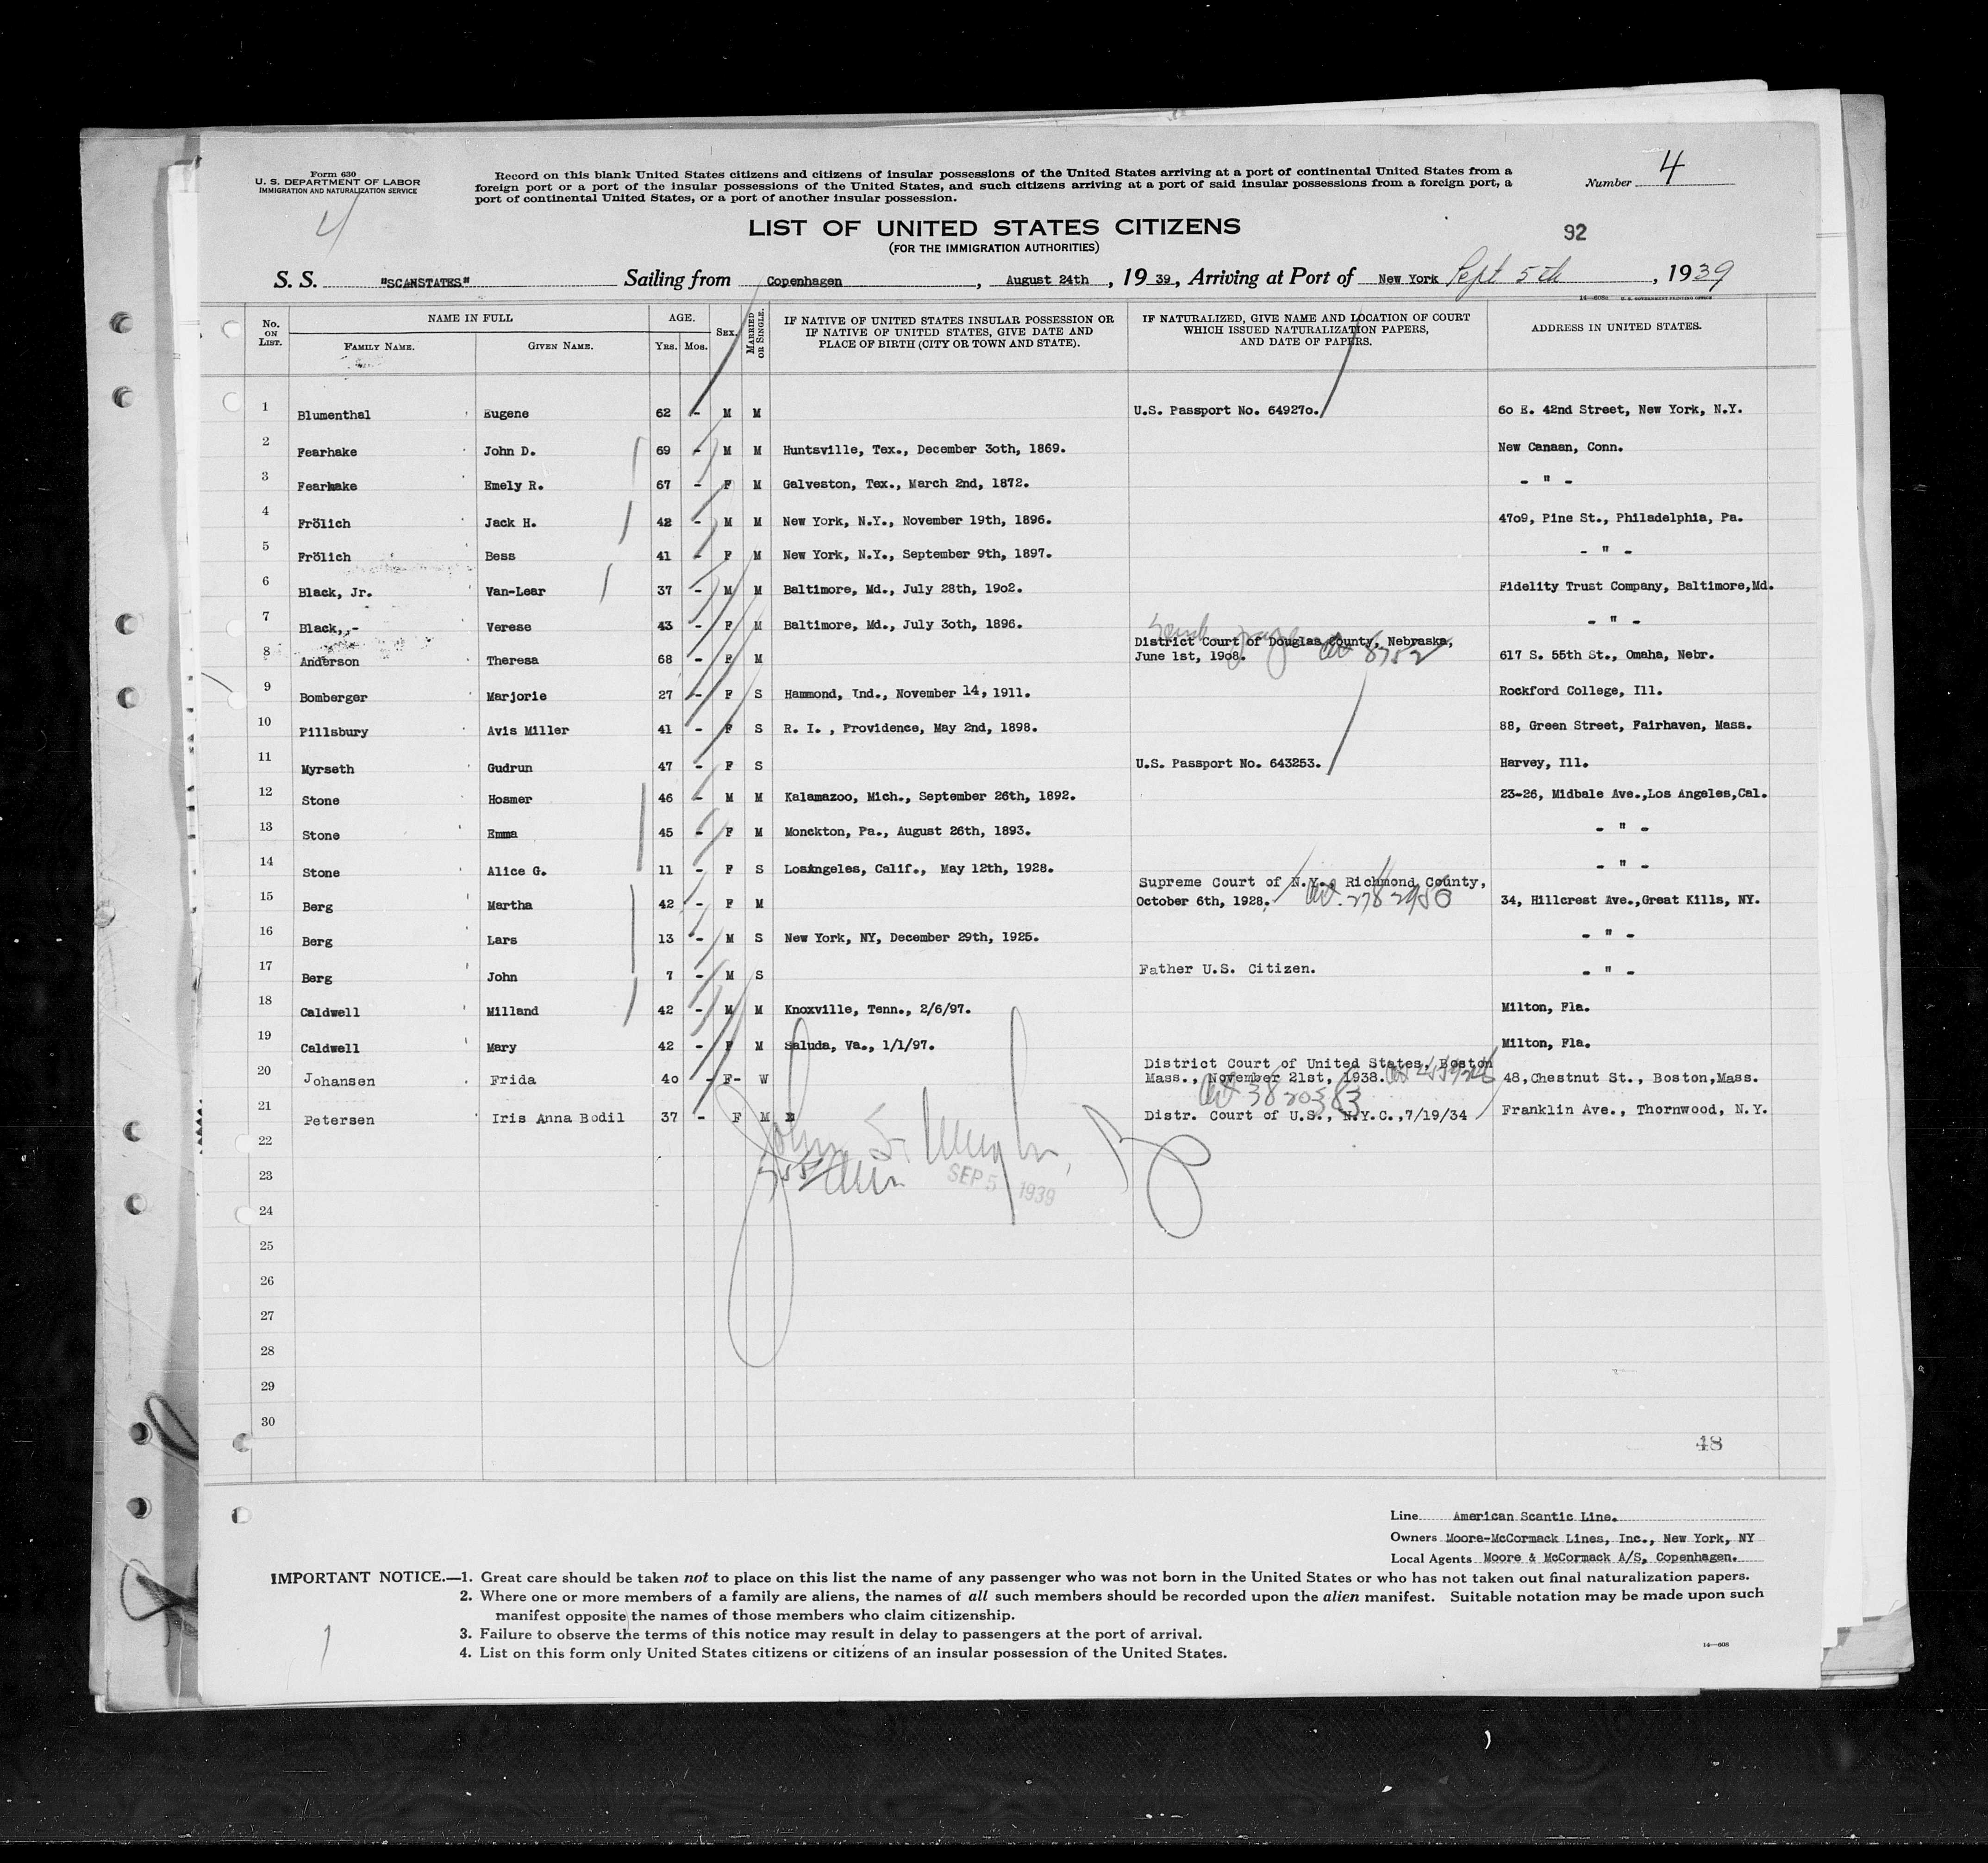 Form 630
U. S. DEPARTMENT OF LABOR
IMMIGRATION AND NATURALIZATION SERVICE
4
Record on this blank United States citizens and citizens of insular possessions of the United States arriving at a port of continental United States from a
foreign port or a port of the insular possessions of the United States, and such citizens arriving at a port of said insular possessions from a foreign port, a
port of continental United States, or a port of another insular possession.
Number 4
LIST OF UNITED STATES CITIZENS
(FOR THE IMMIGRATION AUTHORITIES)
92
S. S. "SCANSTATES" Sailing from Copenhagen, August 24th, 1939, Arriving at Port of New York Sept 5th, 1939
No. ON LIST. NAME IN FULL FAMILY NAME. GIVEN NAME. AGE. YRS. MOS. SEX. MARRIED OR SINGLE. IF NATIVE OF UNITED STATES INSULAR POSSESSION OR IF NATIVE OF UNITED STATES, GIVE DATE AND PLACE OF BIRTH (CITY OR TOWN AND STATE). IF NATURALIZED, GIVE NAME AND LOCATION OF COURT WHICH ISSUED NATURALIZATION PAPERS, AND DATE OF PAPERS. ADDRESS IN UNITED STATES.
1 Blumenthal Eugene 62 - M M U.S. Passport No. 649270. 60 E. 42nd Street, New York, N.Y.
2 Fearhake John D. 69 - M M Huntsville, Tex., December 3oth, 1869. New Canaan, Conn.
3 Fearhake Emely R. 67 - F M Galveston, Tex., March 2nd, 1872. - " -
4 Frölich Jack H. 42 - M M New York, N.Y., November 19th, 1896. 47o9, Pine St., Philadelphia, Pa.
5 Frölich Bess 41 - F M New York, N.Y., September 9th, 1897. - " -
6 Black, Jr. Van-Lear 37 - M M Baltimore, Md., July 28th, 19o2. Fidelity Trust Company, Baltimore,Md.
7 Black,,- Verese 43 - F M Baltimore, Md., July 3oth, 1896. - " -
8 Anderson Theresa 68 - F M District Court of Douglas County, Nebraska, June 1st, 19o8. 617 S. 55th St., Omaha, Nebr.
9 Bomberger Marjorie 27 - F S Hammond, Ind., November 14, 1911. Rockford College, Ill.
10 Pillsbury Avis Miller 41 - F S R. I. , Providence, May 2nd, 1898. 88, Green Street, Fairhaven, Mass.
11 Myrseth Gudrun 47 - F S U.S. Passport No. 643253. Harvey, Ill.
12 Stone Hosmer 46 - M M Kalamazoo, Mich., September 26th, 1892. 23-26, Midbale Ave.,Los Angeles,Cal.
13 Stone Emma 45 - F M Monckton, Pa., August 26th, 1893. - " -
14 Stone Alice G. 11 - F S LosAngeles, Calif., May 12th, 1928. - " -
15 Berg Martha 42 - F M Supreme Court of N.Y., Richmond County, October 6th, 1928. 34, Hillcrest Ave.,Great Kills, NY.
16 Berg Lars 13 - M S New York, NY, December 29th, 1925. - " -
17 Berg John 7 - M S Father U.S. Citizen. - " -
18 Caldwell Milland 42 - M M Knoxville, Tenn., 2/6/97. Milton, Fla.
19 Caldwell Mary 42 - F M Saluda, Va., 1/1/97. Milton, Fla.
20 Johansen Frida 4o - F- W District Court of United States, Boston Mass., November 21st, 1938. 48,Chestnut St., Boston,Mass.
21 Petersen Iris Anna Bodil 37 - F M Distr. Court of U.S., N.Y.C.,7/19/34 Franklin Ave., Thornwood, N.Y.
22
23
SEP 5 1939
24
25
26
27
28
29
30
48
Line American Scantic Line.
Owners Moore-McCormack Lines, Inc., New York, NY
Local Agents Moore & McCormack A/S, Copenhagen.
IMPORTANT NOTICE.—1. Great care should be taken not to place on this list the name of any passenger who was not born in the United States or who has not taken out final naturalization papers.
2. Where one or more members of a family are aliens, the names of all such members should be recorded upon the alien manifest. Suitable notation may be made upon such
manifest opposite the names of those members who claim citizenship.
3. Failure to observe the terms of this notice may result in delay to passengers at the port of arrival.
4. List on this form only United States citizens or citizens of an insular possession of the United States.
14—608